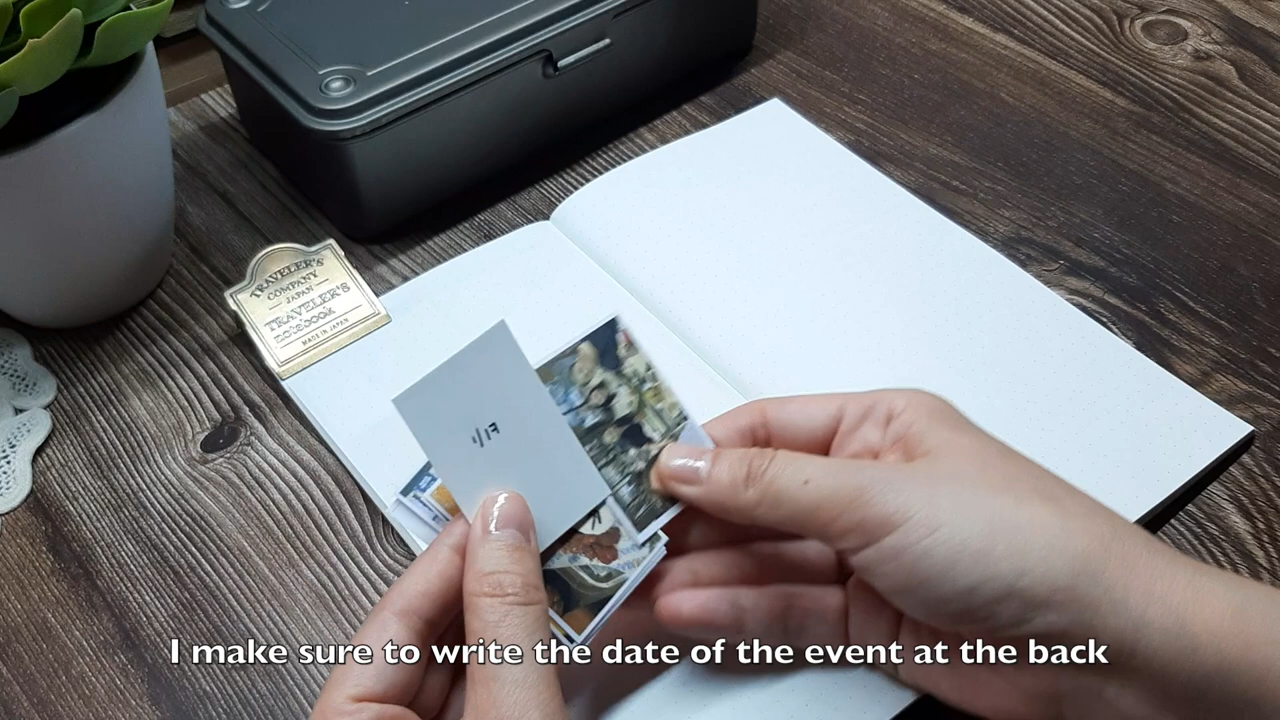 TRAVELER'S
COMPANY
JAPAN
TRAVELER'S
notebook
MADE IN JAPAN
1/17
I make sure to write the date of the event at the back